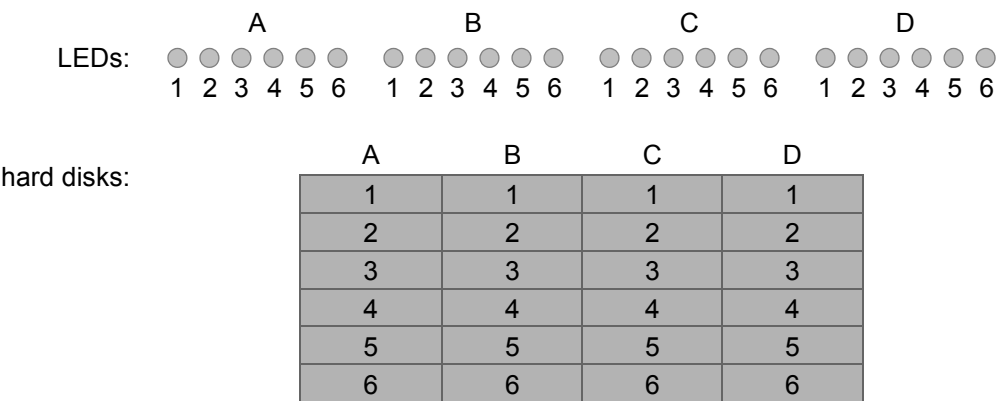 A B C D
LEDs:
1 2 3 4 5 6 1 2 3 4 5 6 1 2 3 4 5 6 1 2 3 4 5 6
A B C D
hard disks:
1 1 1 1
2 2 2 2
3 3 3 3
4 4 4 4
5 5 5 5
6 6 6 6